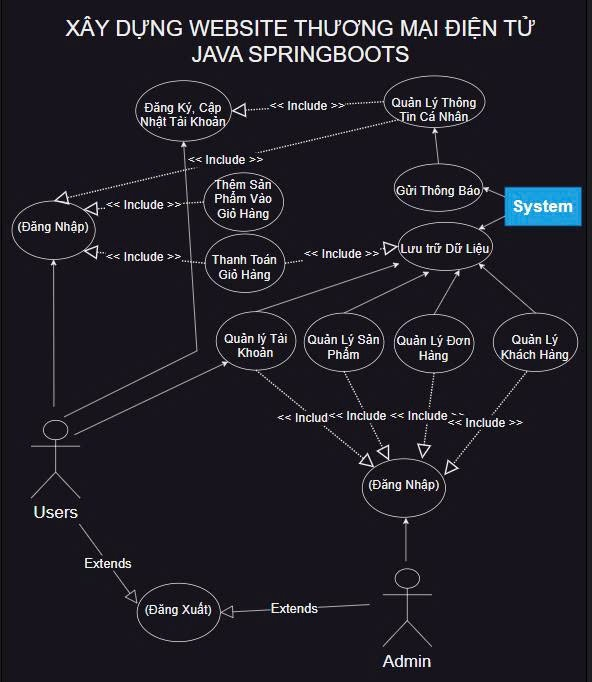 XÂY DỰNG WEBSITE THƯƠNG MẠI ĐIỆN TỬ
JAVA SPRINGBOOTS
Đăng Ký, Cập
Nhật Tài Khoản
<< Include >>
Quản Lý Thông
Tin Cá Nhân
<< Include >>
Thêm Sản
Phẩm Vào
Giỏ Hàng
<< Include >>
(Đăng Nhập)
Gửi Thông Báo
System
Lưu trữ Dữ Liệu
<< Include >>
Thanh Toán
Giỏ Hàng
<< Include >>
Quản lý Tài
Khoản
Quản Lý Sản
Phẩm
Quản Lý Đơn
Hàng
Quản Lý
Khách Hàng
<< Includ
<< Include
< Include >
<< Include >>
(Đăng Nhập)
Users
Extends
(Đăng Xuất)
Extends
Admin